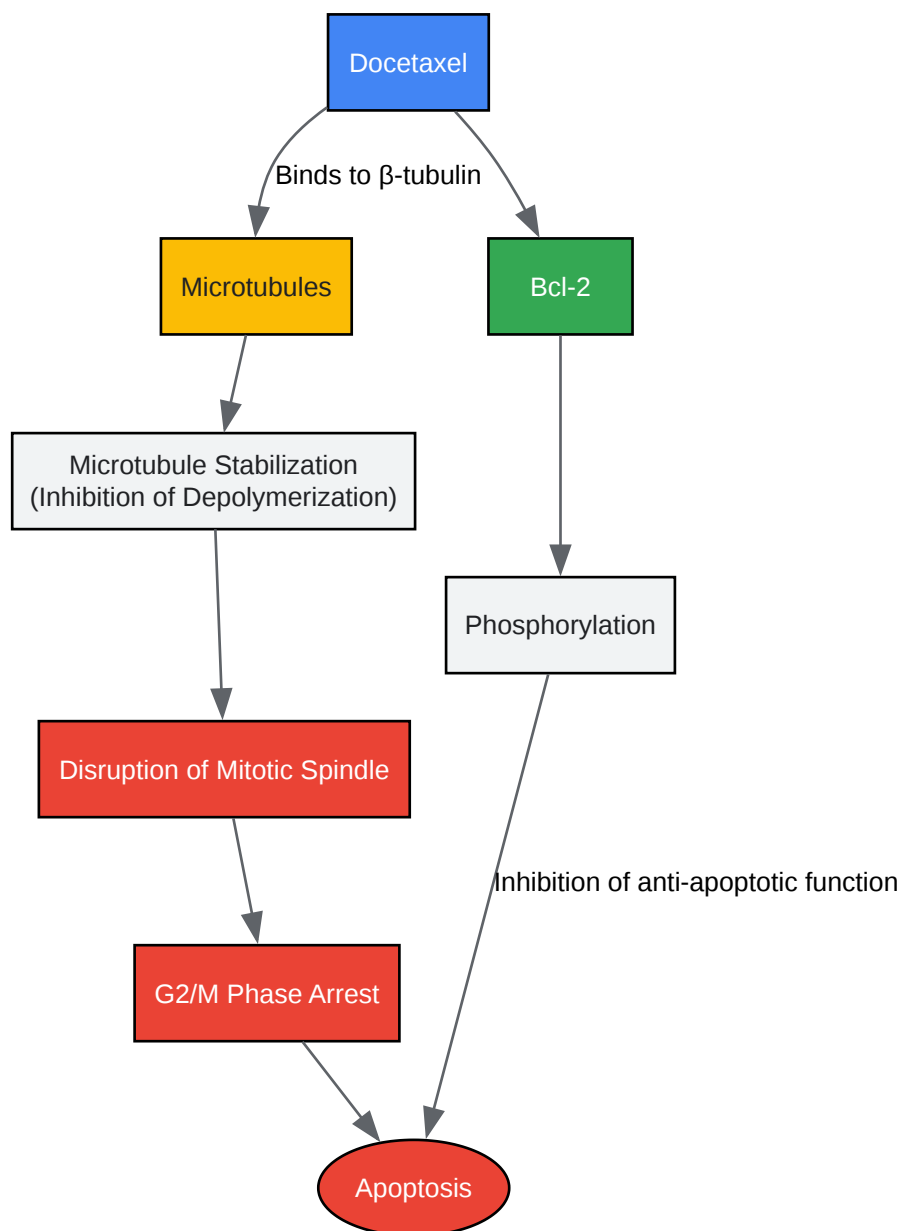 Docetaxel
Binds to β-tubulin
Microtubules
Bcl-2
Microtubule Stabilization
(Inhibition of Depolymerization)
Phosphorylation
Disruption of Mitotic Spindle
Inhibition of anti-apoptotic function
G2/M Phase Arrest
Apoptosis